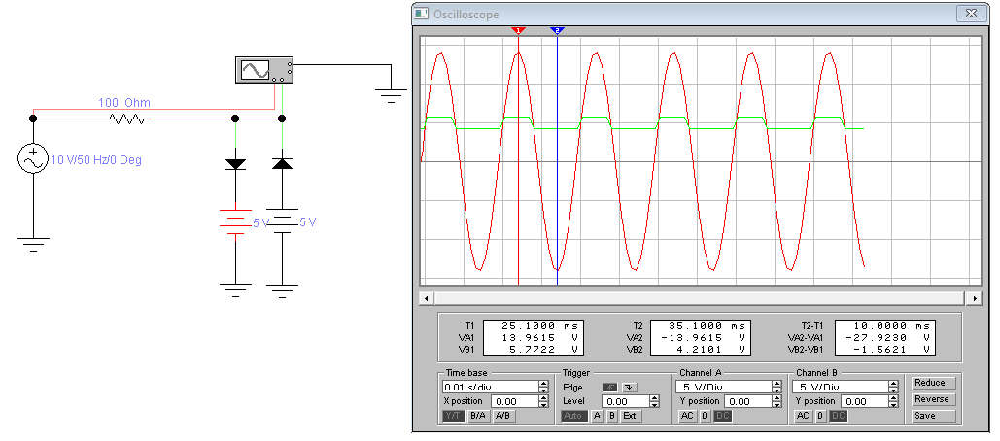 Oscilloscope
1 2
100 Ohm
10 V/50 Hz/0 Deg
5 V 5 V
T1 25.1000 ms T2 35.1000 ms T2-T1 10.0000 ms
VA1 13.9615 V VA2 -13.9615 V VA2-VA1 -27.9230 V
VB1 5.7722 V VB2 4.2101 V VB2-VB1 -1.5621 V
Time base Trigger Channel A Channel B
0.01 s/div Edge 5 V/Div 5 V/Div Reduce
X position 0.00 Level 0.00 Y position 0.00 Y position 0.00 Reverse
Y/T B/A A/B Auto A B Ext AC 0 DC AC 0 DC Save